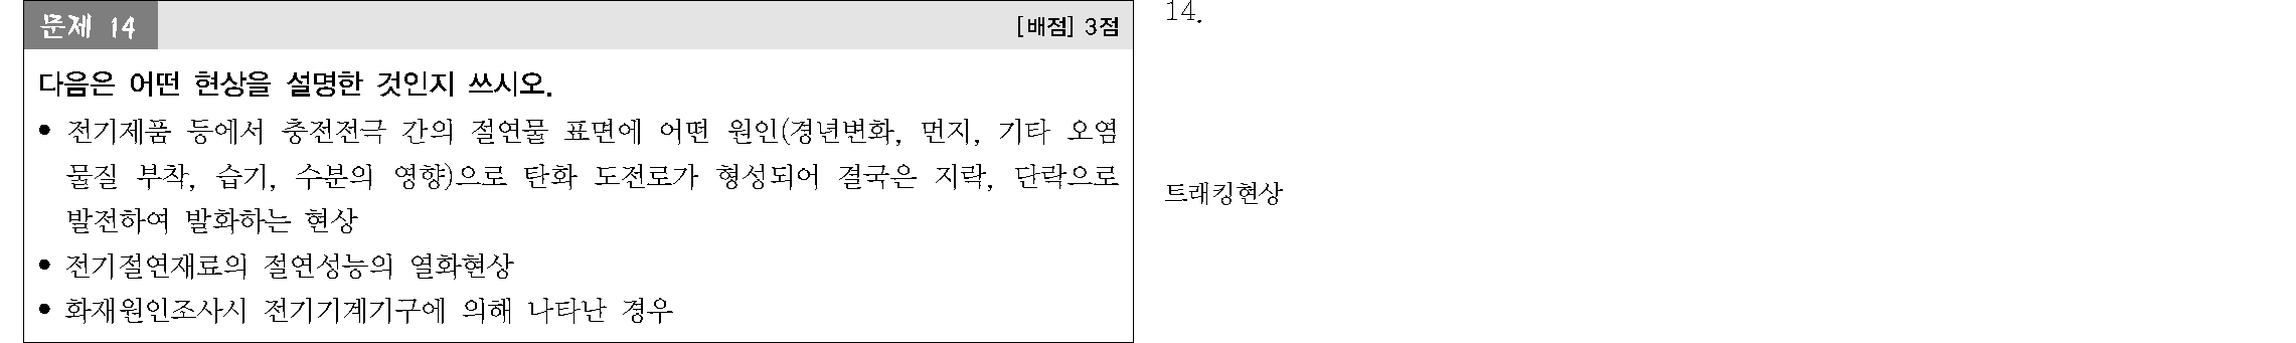 문제 14
[배점] 3점
다음은 어떤 현상을 설명한 것인지 쓰시오.
• 전기제품 등에서 충전전극 간의 절연물 표면에 어떤 원인(경년변화, 먼지, 기타 오염
물질 부착, 습기, 수분의 영향)으로 탄화 도전로가 형성되어 결국은 지락, 단락으로
발전하여 발화하는 현상
• 전기절연재료의 절연성능의 열화현상
• 화재원인조사시 전기기계기구에 의해 나타난 경우
14.
트래킹현상